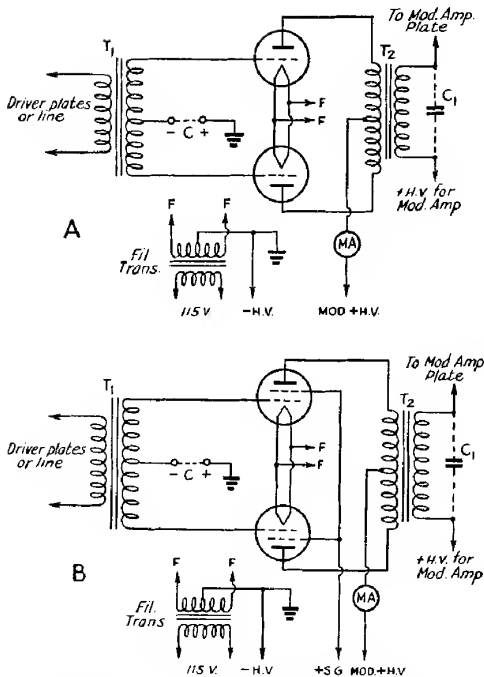 To Mod. Amp.
Plate
T1
T2
C1
Driver plates
or line
- C +
F
F
+H.V. for
Mod. Amp
A
F
F
MA
Fil
Trans.
115 V.
-H.V.
MOD +H.V.
To Mod Amp
Plate
T1
T2
C1
Driver plates
or line
- C +
F
F
+H.V. for
Mod. Amp
B
F
F
MA
Fil.
Trans
115 V.
-H.V
+SG
MOD.+H.V